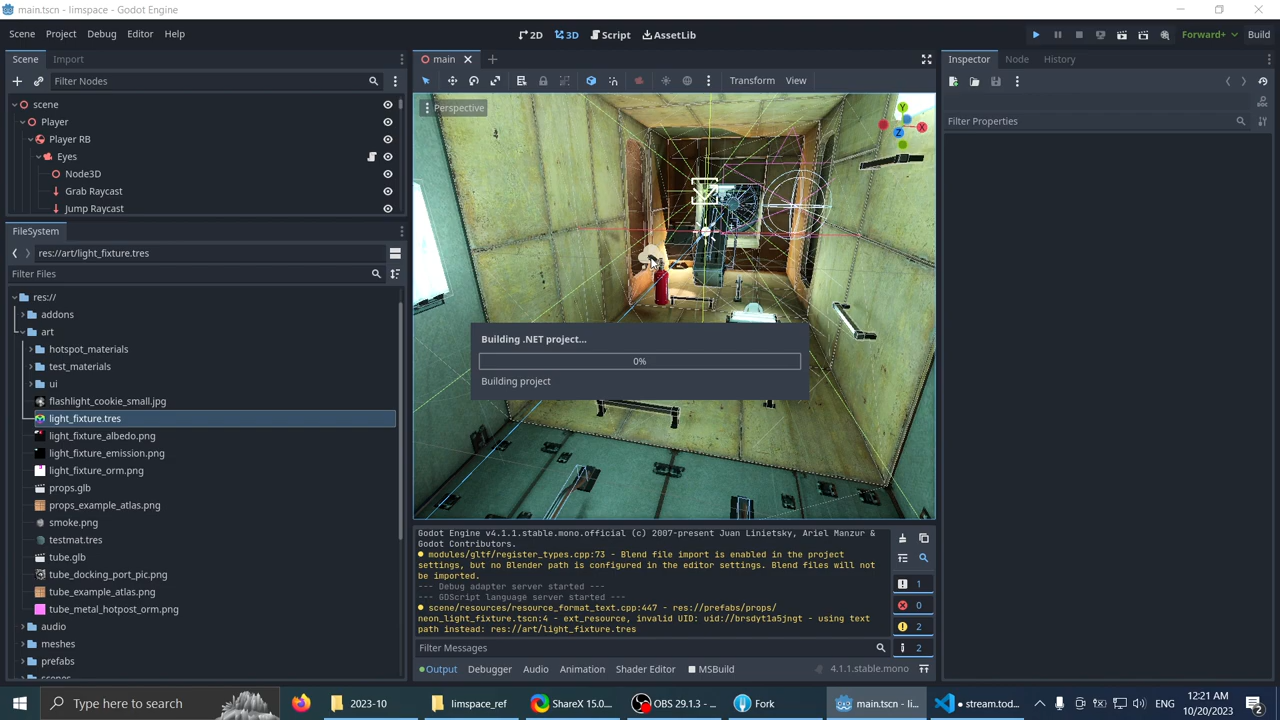 main.tscn - limspace - Godot Engine
Scene Project Debug Editor Help
2D 3D Script AssetLib
Forward+ Build
Scene Import
Filter Nodes
scene
Player
Player RB
Eyes
Node3D
Grab Raycast
Jump Raycast
FileSystem
res://art/light_fixture.tres
Filter Files
res://
addons
art
hotspot_materials
test_materials
ui
flashlight_cookie_small.jpg
light_fixture.tres
light_fixture_albedo.png
light_fixture_emission.png
light_fixture_orm.png
props.glb
props_example_atlas.png
smoke.png
testmat.tres
tube.glb
tube_docking_port_pic.png
tube_example_atlas.png
tube_metal_hotpost_orm.png
audio
meshes
prefabs
main
Transform View
Perspective
Y
X
Z
Building .NET project...
0%
Building project
Godot Engine v4.1.1.stable.mono.official (c) 2007-present Juan Linietsky, Ariel Manzur &
Godot Contributors.
modules/gltf/register_types.cpp:73 - Blend file import is enabled in the project
settings, but no Blender path is configured in the editor settings. Blend files will not
be imported.
--- Debug adapter server started ---
--- GDScript language server started ---
scene/resources/resource_format_text.cpp:447 - res://prefabs/props/
neon_light_fixture.tscn:4 - ext_resource, invalid UID: uid://brsdyt1a5jngt - using text
path instead: res://art/light_fixture.tres
1
0
2
2
Filter Messages
Output Debugger Audio Animation Shader Editor MSBuild 4.1.1.stable.mono
Inspector Node History
Filter Properties
Type here to search
2023-10
limspace_ref
ShareX 15.0...
OBS 29.1.3 - ...
Fork
main.tscn - li...
● stream.tod...
12:21 AM
10/20/2023
2